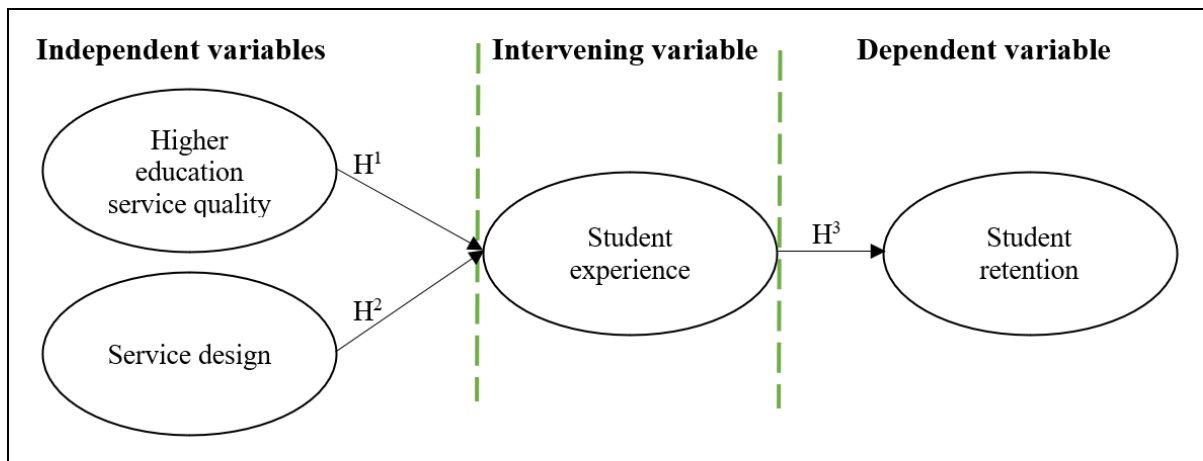 Independent variables
Intervening variable
Dependent variable
Higher
education
service quality
H¹
Service design
H²
Student
experience
H³
Student
retention